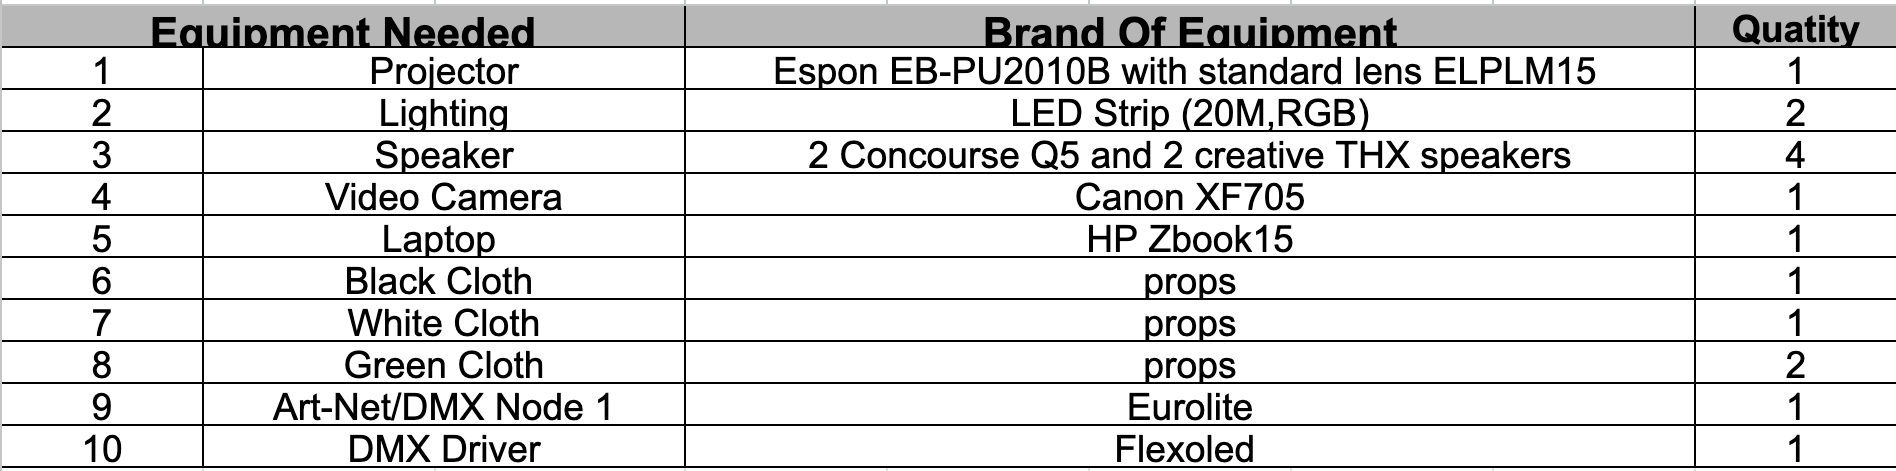 Equipment Needed Brand Of Equipment Quatity
1 Projector Espon EB-PU2010B with standard lens ELPLM15 1
2 Lighting LED Strip (20M,RGB) 2
3 Speaker 2 Concourse Q5 and 2 creative THX speakers 4
4 Video Camera Canon XF705 1
5 Laptop HP Zbook15 1
6 Black Cloth props 1
7 White Cloth props 1
8 Green Cloth props 2
9 Art-Net/DMX Node 1 Eurolite 1
10 DMX Driver Flexoled 1